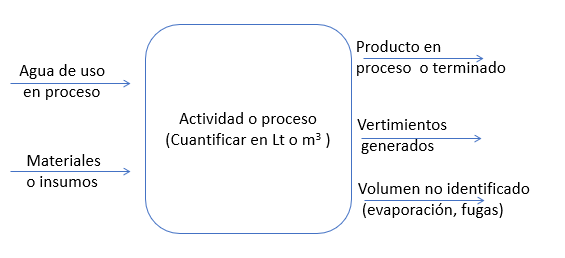 Agua de uso
en proceso
Materiales
o insumos
Actividad o proceso
(Cuantificar en Lt o m³ )
Producto en
proceso o terminado
Vertimientos
generados
Volumen no identificado
(evaporación, fugas)